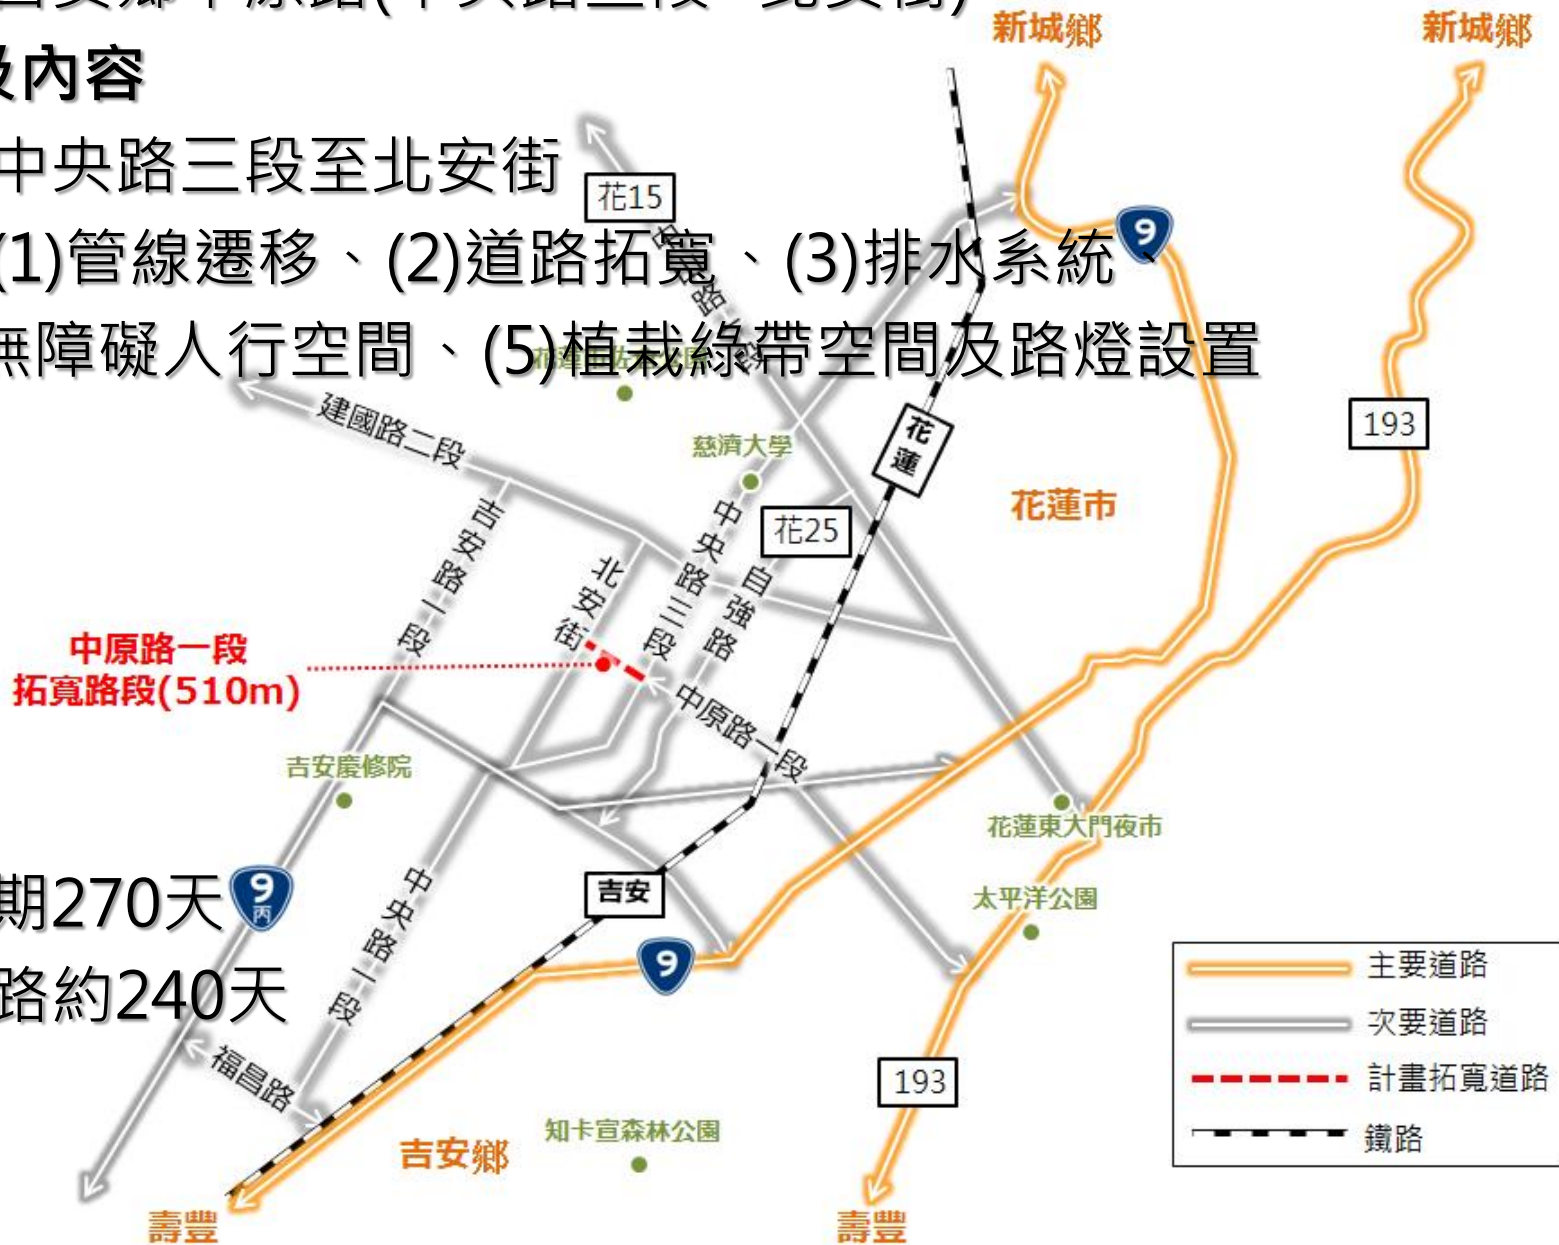 新城鄉
新城鄉
及內容
中央路三段至北安街
花15
9
(1)管線遷移、(2)道路拓寬、(3)排水系統、
無障礙人行空間、(5)植栽綠帶空間及路燈設置
建國路二段
193
花蓮
慈濟大學
花蓮市
吉安路一段
中央路三段
花25
北安街
自強路
中原路一段
拓寬路段(510m)
中原路一段
吉安慶修院
花蓮東大門夜市
期270天
9丙
中央路一段
吉安
太平洋公園
9
路約240天
主要道路
次要道路
福昌路
193
計畫拓寬道路
吉安鄉
知卡宣森林公園
鐵路
壽豐
壽豐